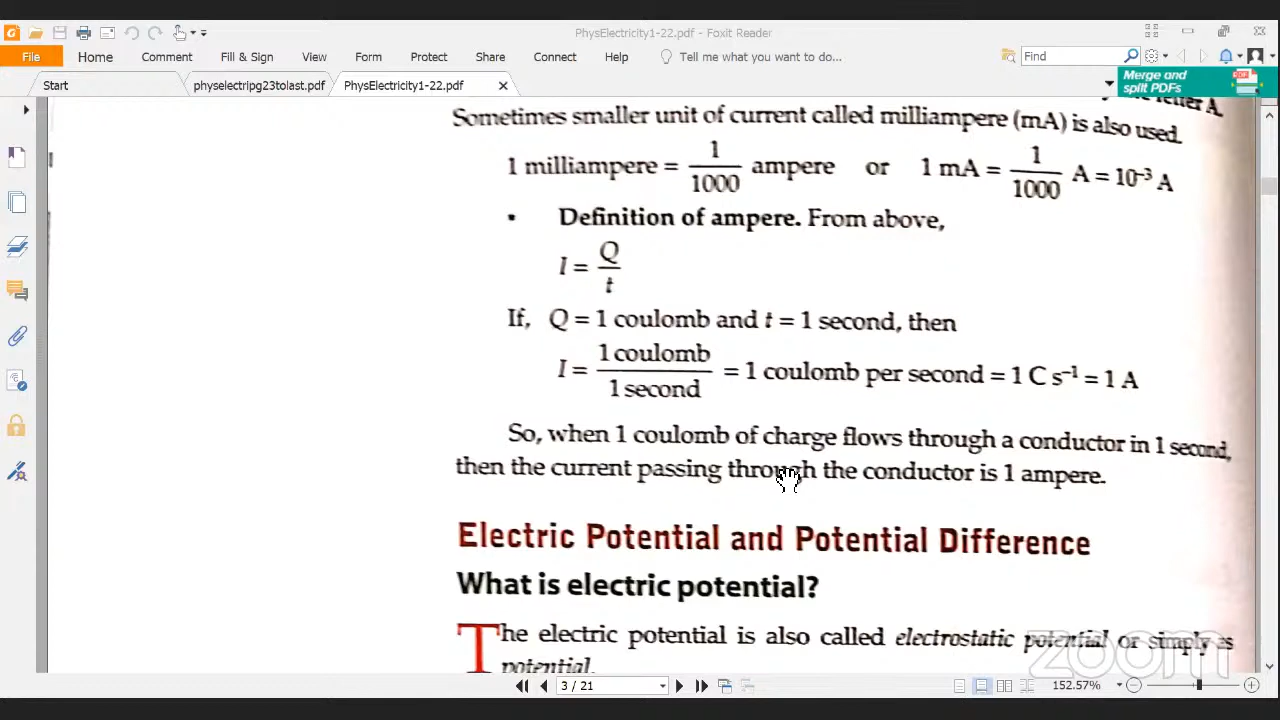 PhysElectricity1-22.pdf - Foxit Reader
File Home Comment Fill & Sign View Form Protect Share Connect Help Tell me what you want to do... Find
Start physelectripg23tolast.pdf PhysElectricity1-22.pdf
Merge and
split PDFs
letter A.
Sometimes smaller unit of current called milliampere (mA) is also used.
1 milliampere = 1/1000 ampere or 1 mA = 1/1000 A = 10⁻³ A
• Definition of ampere. From above,
I = Q/t
If, Q = 1 coulomb and t = 1 second, then
I = 1 coulomb/1 second = 1 coulomb per second = 1 C s⁻¹ = 1 A
So, when 1 coulomb of charge flows through a conductor in 1 second,
then the current passing through the conductor is 1 ampere.
Electric Potential and Potential Difference
What is electric potential?
The electric potential is also called electrostatic potential or simply as
potential.
zoom
3 / 21 152.57%